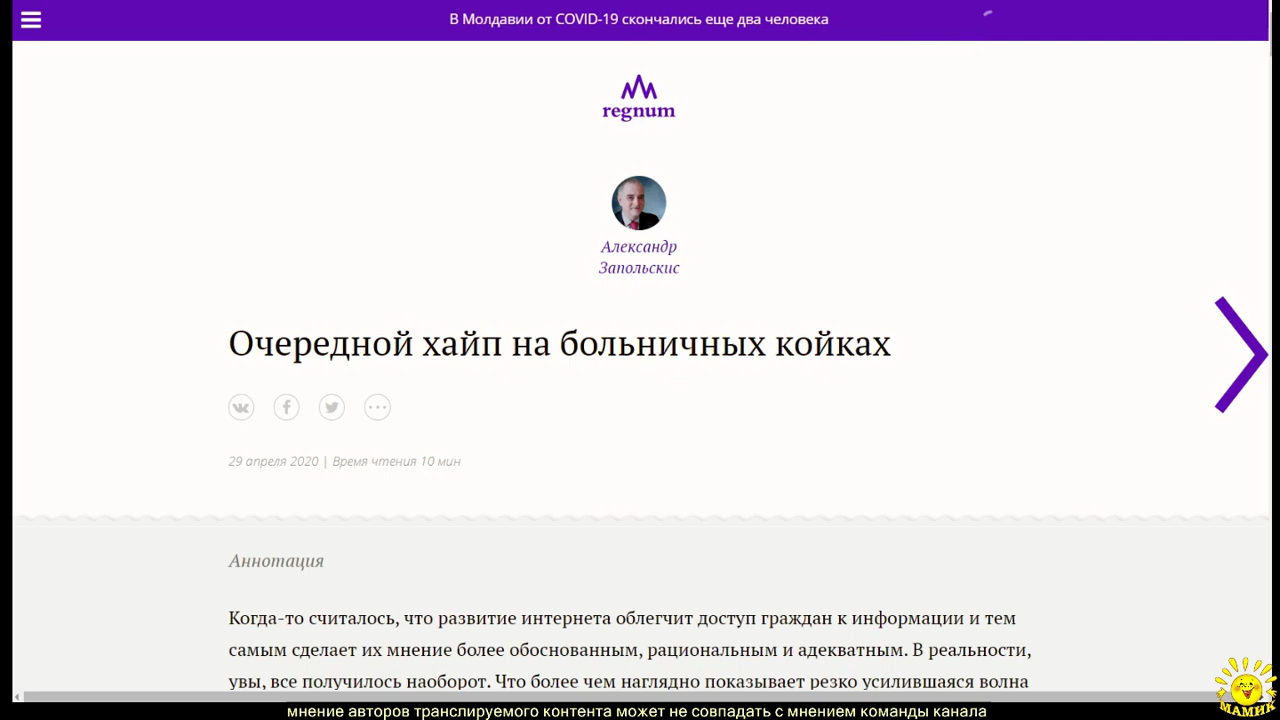 В Молдавии от COVID-19 скончались еще два человека
regnum
Александр
Запольскис
Очередной хайп на больничных койках
29 апреля 2020 | Время чтения 10 мин
Аннотация
Когда-то считалось, что развитие интернета облегчит доступ граждан к информации и тем
самым сделает их мнение более обоснованным, рациональным и адекватным. В реальности,
увы, все получилось наоборот. Что более чем наглядно показывает резко усилившаяся волна
МАМИК
мнение авторов транслируемого контента может не совпадать с мнением команды канала